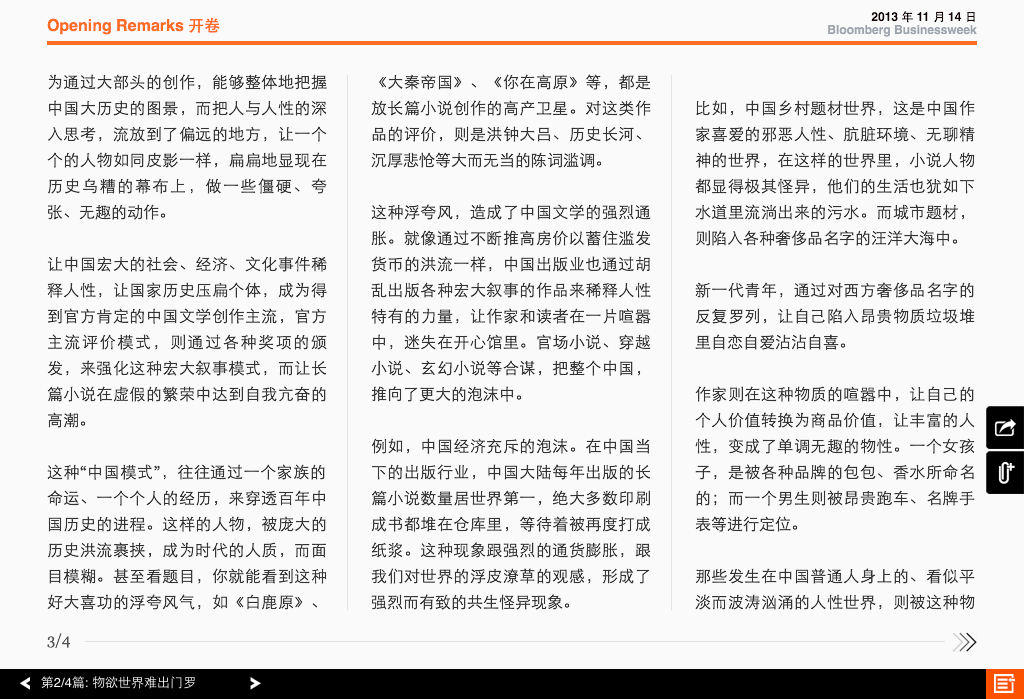 Opening Remarks 开卷
2013 年 11 月 14 日
Bloomberg Businessweek
为通过大部头的创作，能够整体地把握
中国大历史的图景，而把人与人性的深
入思考，流放到了偏远的地方，让一个
个的人物如同皮影一样，扁扁地显现在
历史乌糟的幕布上，做一些僵硬、夸
张、无趣的动作。
让中国宏大的社会、经济、文化事件稀
释人性，让国家历史压扁个体，成为得
到官方肯定的中国文学创作主流，官方
主流评价模式，则通过各种奖项的颁
发，来强化这种宏大叙事模式，而让长
篇小说在虚假的繁荣中达到自我亢奋的
高潮。
这种“中国模式”，往往通过一个家族的
命运、一个个人的经历，来穿透百年中
国历史的进程。这样的人物，被庞大的
历史洪流裹挟，成为时代的人质，而面
目模糊。甚至看题目，你就能看到这种
好大喜功的浮夸风气，如《白鹿原》、
《大秦帝国》、《你在高原》等，都是
放长篇小说创作的高产卫星。对这类作
品的评价，则是洪钟大吕、历史长河、
沉厚悲怆等大而无当的陈词滥调。
这种浮夸风，造成了中国文学的强烈通
胀。就像通过不断推高房价以蓄住滥发
货币的洪流一样，中国出版业也通过胡
乱出版各种宏大叙事的作品来稀释人性
特有的力量，让作家和读者在一片喧嚣
中，迷失在开心馆里。官场小说、穿越
小说、玄幻小说等合谋，把整个中国，
推向了更大的泡沫中。
例如，中国经济充斥的泡沫。在中国当
下的出版行业，中国大陆每年出版的长
篇小说数量居世界第一，绝大多数印刷
成书都堆在仓库里，等待着被再度打成
纸浆。这种现象跟强烈的通货膨胀，跟
我们对世界的浮皮潦草的观感，形成了
强烈而有致的共生怪异现象。
比如，中国乡村题材世界，这是中国作
家喜爱的邪恶人性、肮脏环境、无聊精
神的世界，在这样的世界里，小说人物
都显得极其怪异，他们的生活也犹如下
水道里流淌出来的污水。而城市题材，
则陷入各种奢侈品名字的汪洋大海中。
新一代青年，通过对西方奢侈品名字的
反复罗列，让自己陷入昂贵物质垃圾堆
里自恋自爱沾沾自喜。
作家则在这种物质的喧嚣中，让自己的
个人价值转换为商品价值，让丰富的人
性，变成了单调无趣的物性。一个女孩
子，是被各种品牌的包包、香水所命名
的；而一个男生则被昂贵跑车、名牌手
表等进行定位。
那些发生在中国普通人身上的、看似平
淡而波涛汹涌的人性世界，则被这种物
3/4
第2/4篇: 物欲世界难出门罗